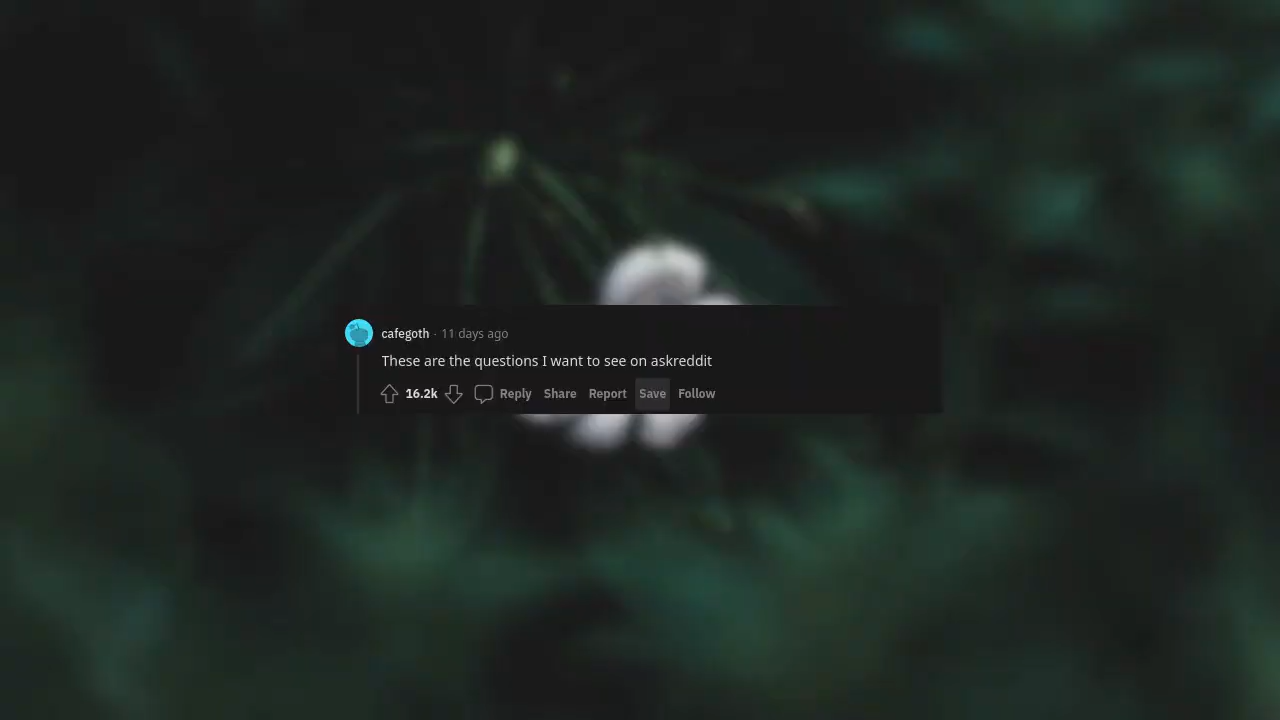 cafegoth · 11 days ago
These are the questions I want to see on askreddit
16.2k Reply Share Report Save Follow